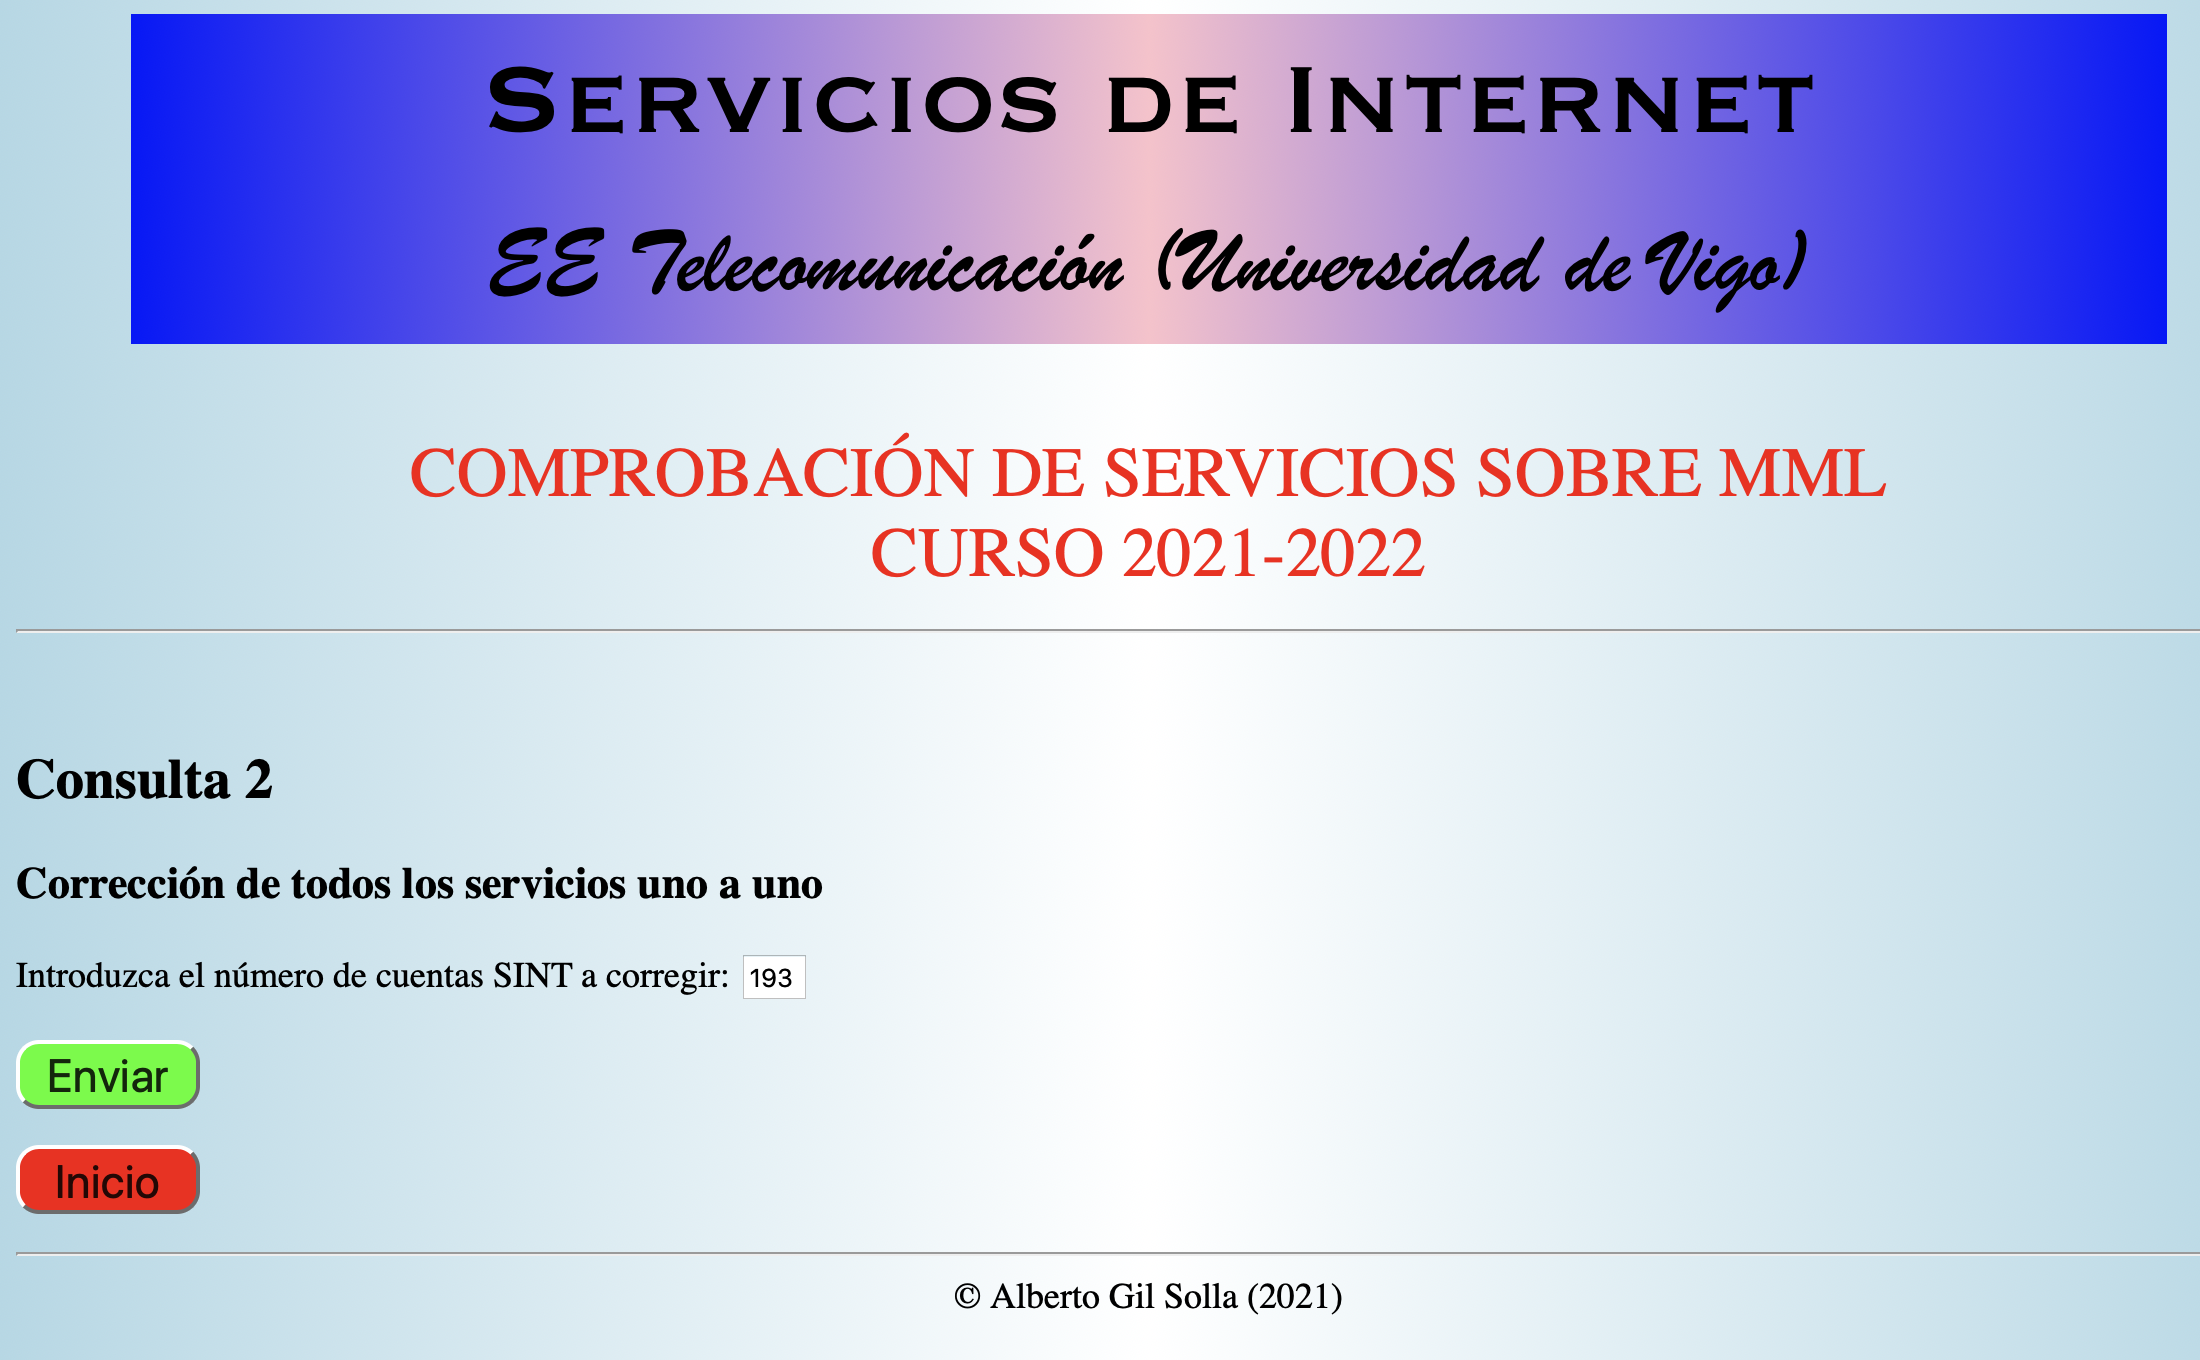 Servicios de Internet
EE Telecomunicación (Universidad de Vigo)
COMPROBACIÓN DE SERVICIOS SOBRE MML
CURSO 2021-2022
Consulta 2
Corrección de todos los servicios uno a uno
Introduzca el número de cuentas SINT a corregir: 193
Enviar
Inicio
© Alberto Gil Solla (2021)